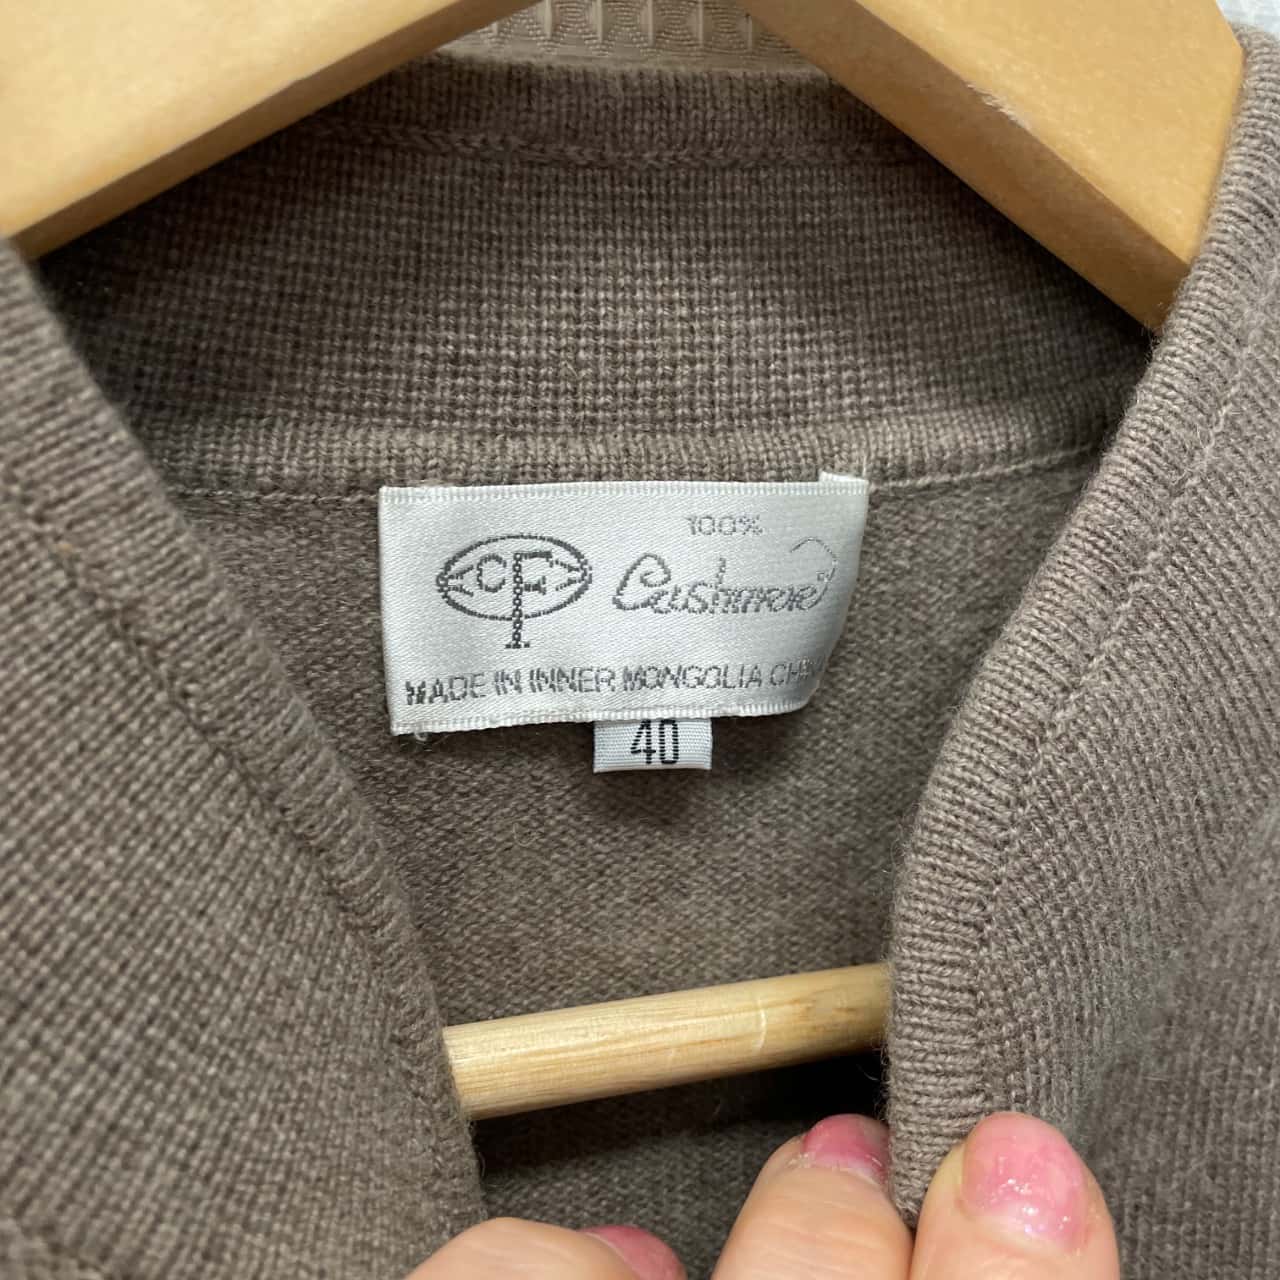 CF
100%
Cashmere
MADE IN INNER MONGOLIA CHINA
40